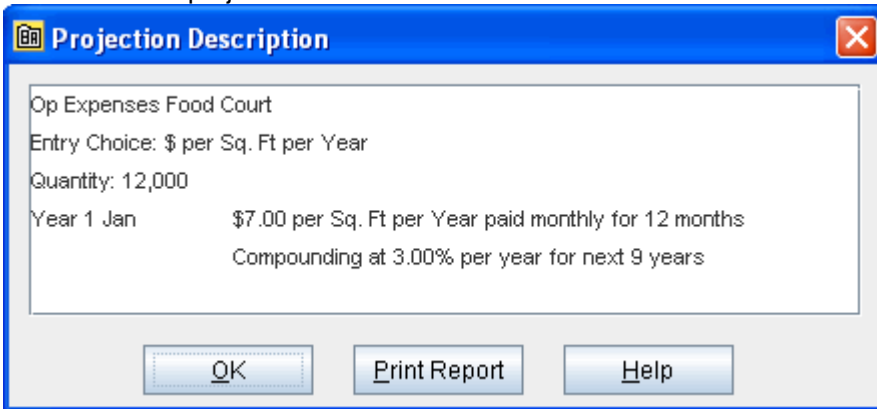 Projection Description
Op Expenses Food Court
Entry Choice: $ per Sq. Ft per Year
Quantity: 12,000
Year 1 Jan $7.00 per Sq. Ft per Year paid monthly for 12 months
Compounding at 3.00% per year for next 9 years
OK Print Report Help